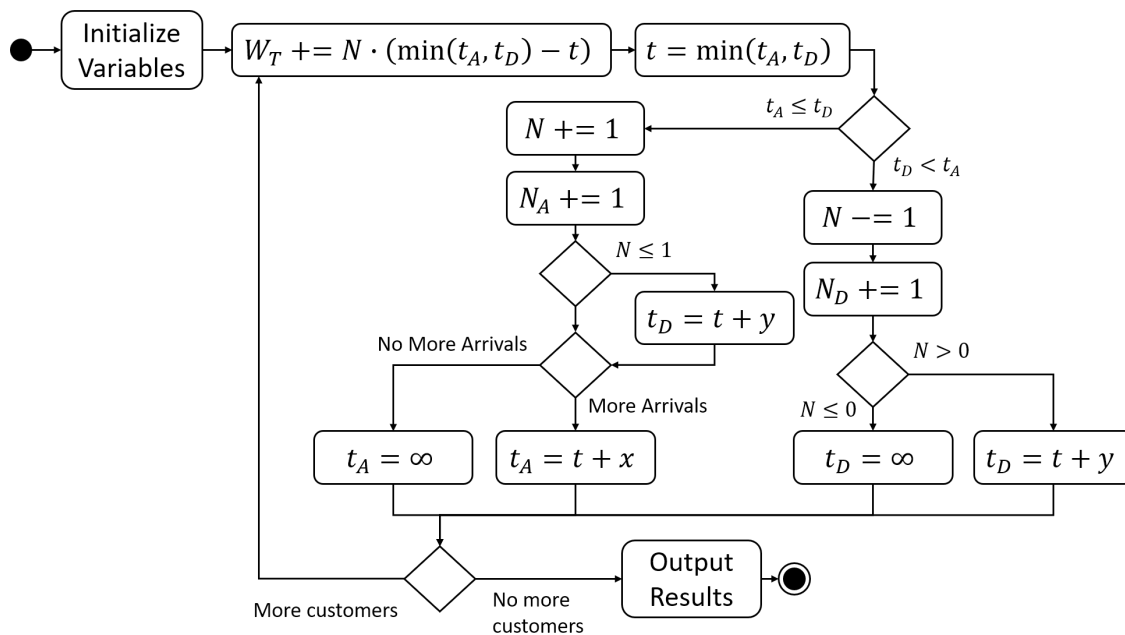 Initialize
Variables
W_T += N · (min(t_A, t_D) − t)
t = min(t_A, t_D)
t_A ≤ t_D
N += 1
t_D < t_A
N_A += 1
N −= 1
N ≤ 1
N_D += 1
t_D = t + y
No More Arrivals
N > 0
More Arrivals
N ≤ 0
t_A = ∞
t_A = t + x
t_D = ∞
t_D = t + y
Output
Results
More customers
No more
customers